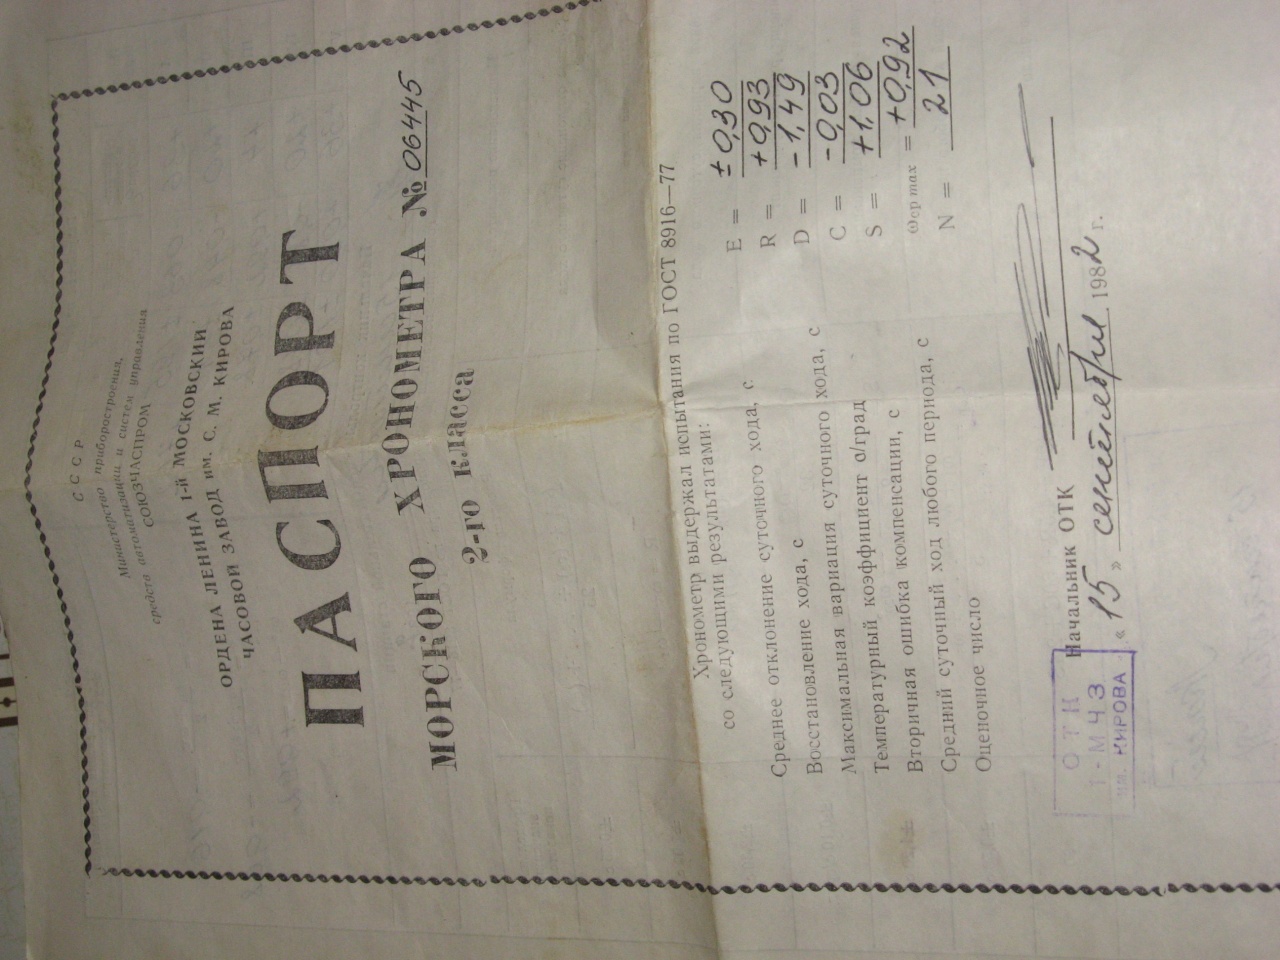 СССР
Министерство приборостроения,
средств автоматизации и систем управления
СОЮЗЧАСПРОМ
ОРДЕНА ЛЕНИНА 1-й МОСКОВСКИЙ
ЧАСОВОЙ ЗАВОД им. С. М. КИРОВА
ПАСПОРТ
МОРСКОГО ХРОНОМЕТРА № 06445
2-го класса
Хронометр выдержал испытания по ГОСТ 8916—77
со следующими результатами:
Среднее отклонение суточного хода, с E = ±0,30
Восстановление хода, с R = +0,93
Максимальная вариация суточного хода, с D = -1,49
Температурный коэффициент с/град C = -0,03
Вторичная ошибка компенсации, с S = +1,06
Средний суточный ход любого периода, с ωср max = +0,92
Оценочное число N = 21
Начальник ОТК
«15» сентября 1982 г.
ОТК
1-МЧЗ
им. КИРОВА